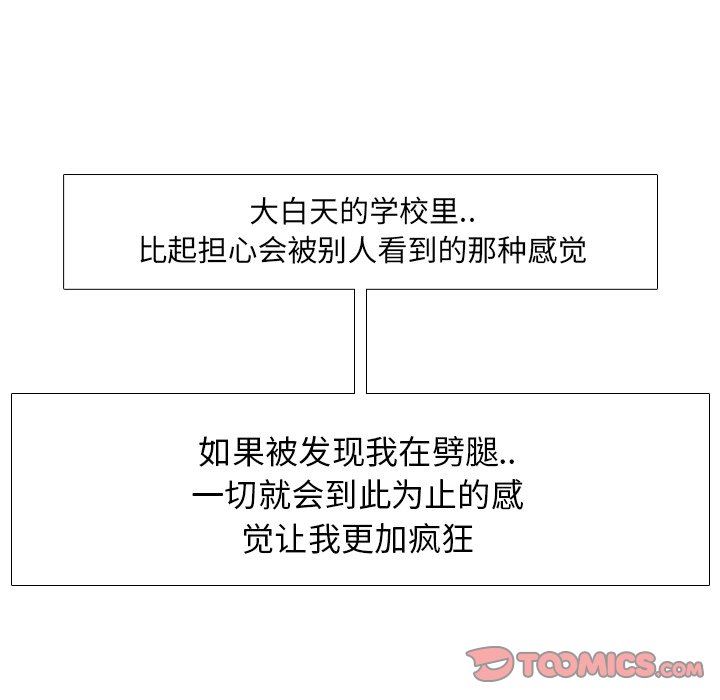 大白天的学校里..
比起担心会被别人看到的那种感觉
如果被发现我在劈腿..
一切就会到此为止的感
觉让我更加疯狂
TOOMICS.COM